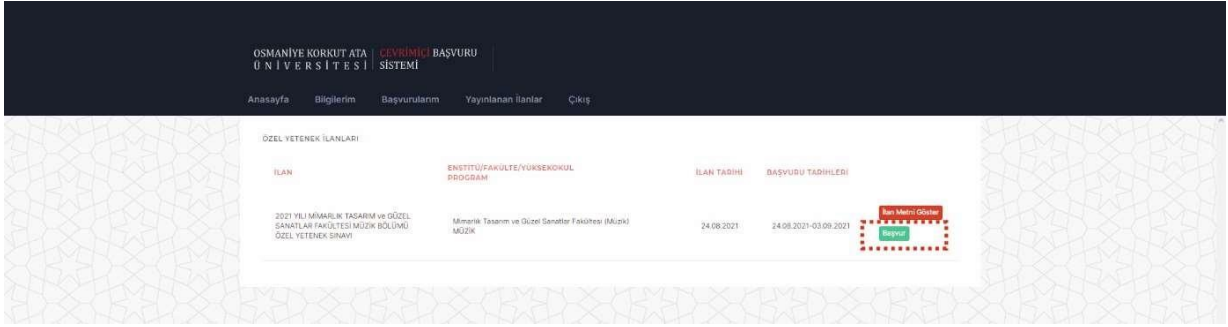 OSMANİYE KORKUT ATA ÇEVRİMİÇİ BAŞVURU
ÜNİVERSİTESİ SİSTEMİ
Anasayfa Bilgilerim Başvurularım Yayınlanan İlanlar Çıkış
ÖZEL YETENEK İLANLARI
İLAN ENSTİTÜ/FAKÜLTE/YÜKSEKOKUL İLAN TARİHİ BAŞVURU TARİHLERİ
PROGRAM
2021 YILI MİMARLIK TASARIM ve GÜZEL
SANATLAR FAKÜLTESİ MÜZİK BÖLÜMÜ
ÖZEL YETENEK SINAVI
Mimarlık Tasarım ve Güzel Sanatlar Fakültesi (Müzik)
MÜZİK
24.08.2021
24.08.2021-03.09.2021
İlan Metni Göster
Başvur